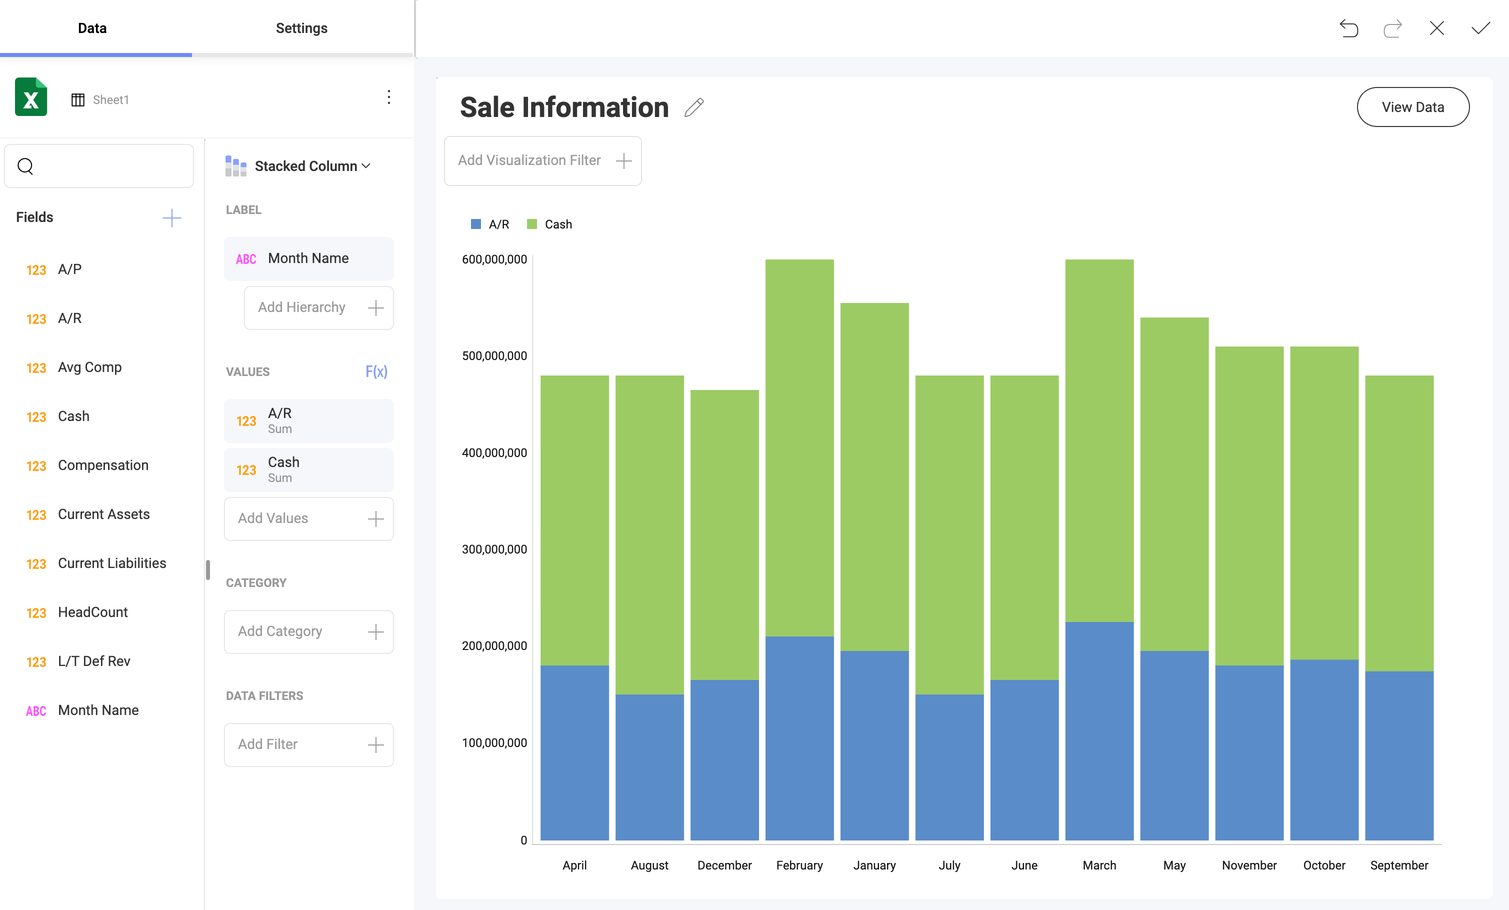 Data
Settings
X
Sheet1
Fields
123 A/P
123 A/R
123 Avg Comp
123 Cash
123 Compensation
123 Current Assets
123 Current Liabilities
123 HeadCount
123 L/T Def Rev
ABC Month Name
Stacked Column
LABEL
ABC Month Name
Add Hierarchy
VALUES F(x)
123 A/R
Sum
123 Cash
Sum
Add Values
CATEGORY
Add Category
DATA FILTERS
Add Filter
Sale Information
View Data
Add Visualization Filter
A/R Cash
600,000,000
500,000,000
400,000,000
300,000,000
200,000,000
100,000,000
0
April August December February January July June March May November October September